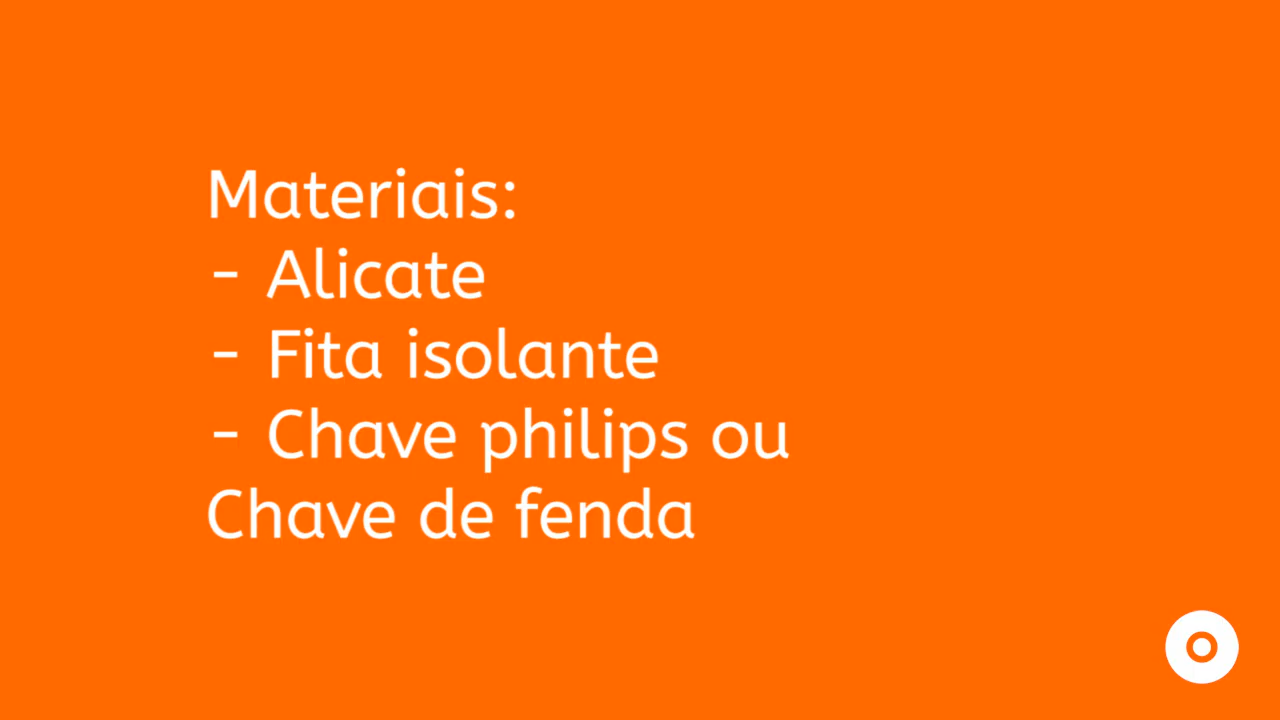 Materiais:
- Alicate
- Fita isolante
- Chave philips ou
Chave de fenda